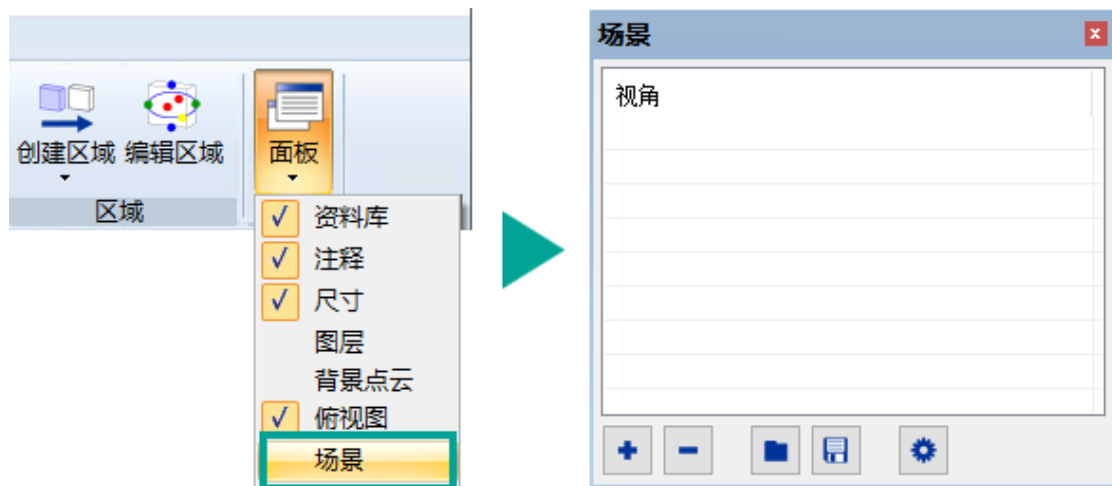 创建区域 编辑区域
面板
区域
资料库
注释
尺寸
图层
背景点云
俯视图
场景
场景
视角